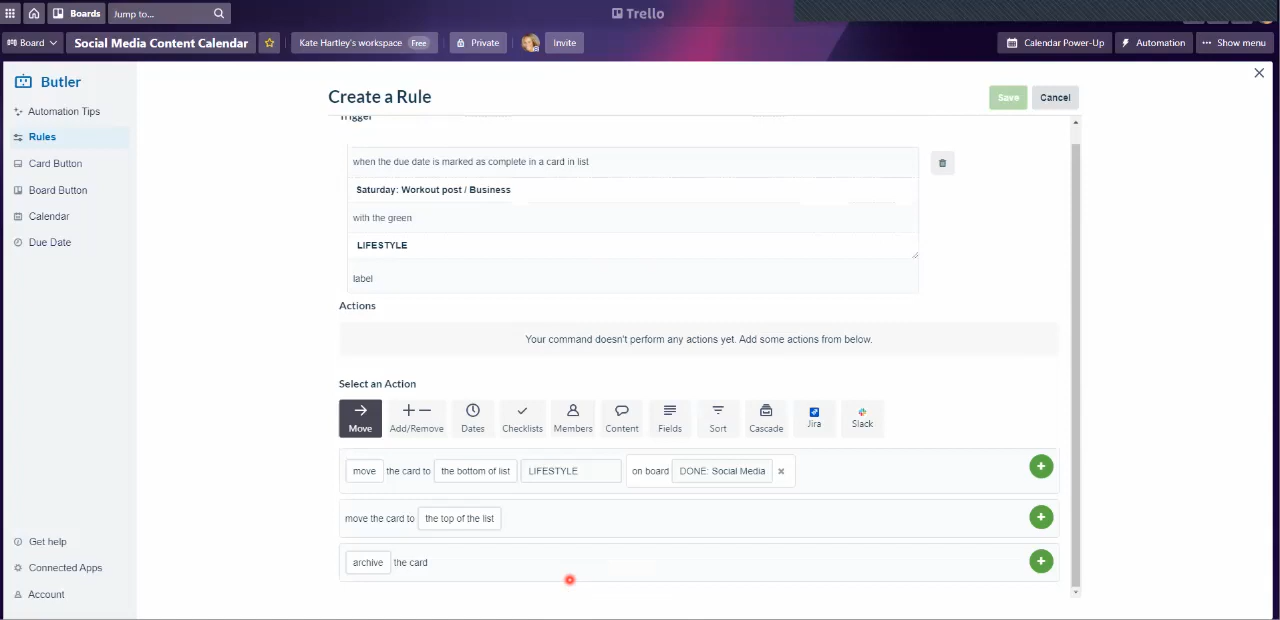 Boards
Jump to...
Trello
Board
Social Media Content Calendar
Kate Hartley's workspace Free
Private
Invite
Calendar Power-Up
Automation
Show menu
Butler
Automation Tips
Rules
Card Button
Board Button
Calendar
Due Date
Get help
Connected Apps
Account
Create a Rule
Save
Cancel
Trigger
when the due date is marked as complete in a card in list
Saturday: Workout post / Business
with the green
LIFESTYLE
label
Actions
Your command doesn't perform any actions yet. Add some actions from below.
Select an Action
Move
Add/Remove
Dates
Checklists
Members
Content
Fields
Sort
Cascade
Jira
Slack
move the card to the bottom of list LIFESTYLE on board DONE: Social Media
move the card to the top of the list
archive the card